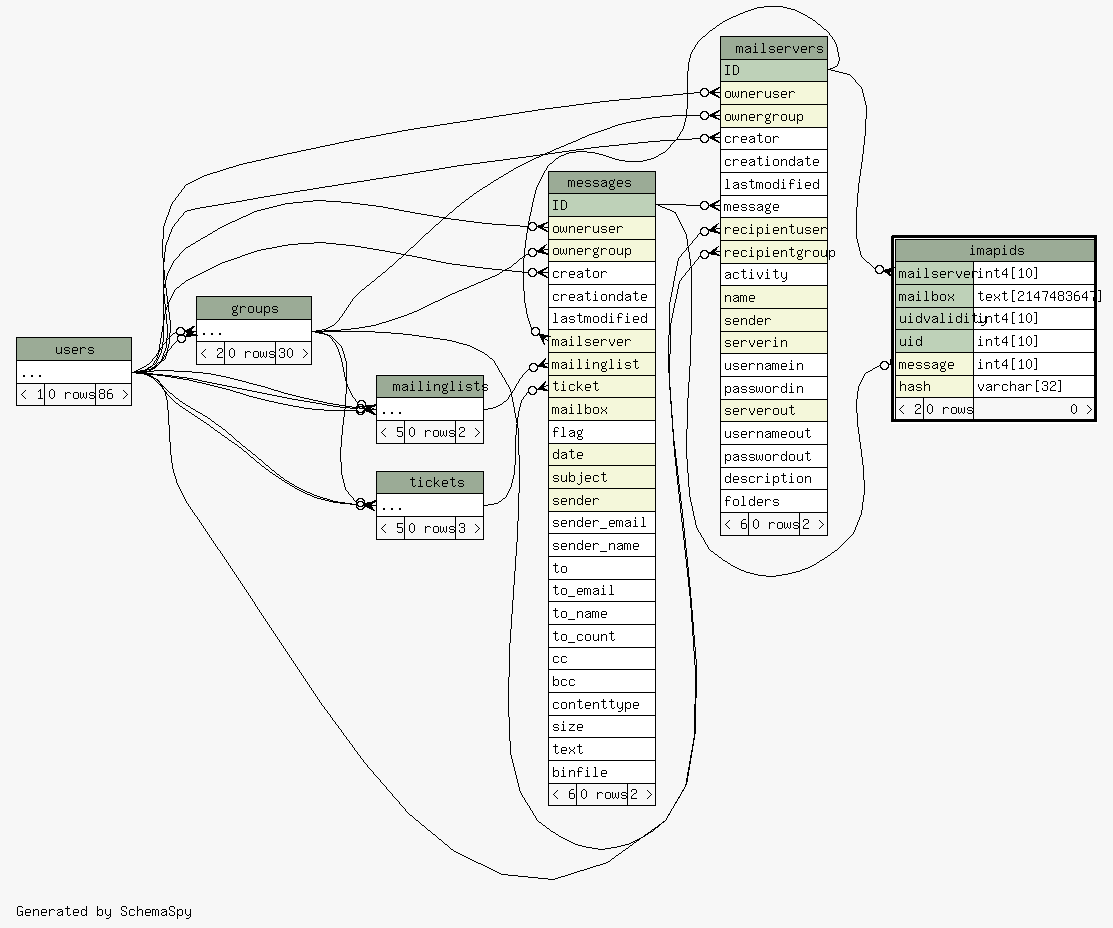 users
...
< 1 0 rows 86 >
groups
...
< 2 0 rows 30 >
mailinglists
...
< 5 0 rows 2 >
tickets
...
< 5 0 rows 3 >
messages
ID
owneruser
ownergroup
creator
creationdate
lastmodified
mailserver
mailinglist
ticket
mailbox
flag
date
subject
sender
sender_email
sender_name
to
to_email
to_name
to_count
cc
bcc
contenttype
size
text
binfile
< 6 0 rows 2 >
mailservers
ID
owneruser
ownergroup
creator
creationdate
lastmodified
message
recipientuser
recipientgroup
activity
name
sender
serverin
usernamein
passwordin
serverout
usernameout
passwordout
description
folders
< 6 0 rows 2 >
imapids
mailserver int4[10]
mailbox text[2147483647]
uidvalidity int4[10]
uid int4[10]
message int4[10]
hash varchar[32]
< 2 0 rows 0 >
Generated by SchemaSpy